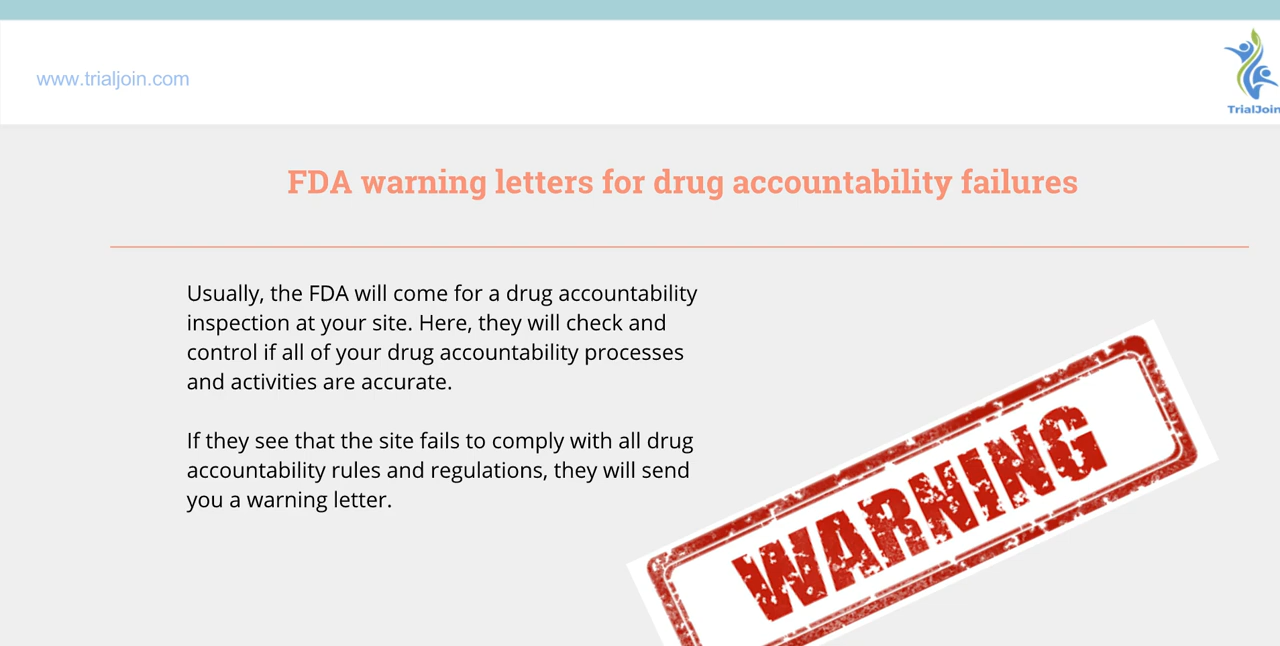 www.trialjoin.com
TrialJoin
FDA warning letters for drug accountability failures
Usually, the FDA will come for a drug accountability
inspection at your site. Here, they will check and
control if all of your drug accountability processes
and activities are accurate.
If they see that the site fails to comply with all drug
accountability rules and regulations, they will send
you a warning letter.
WARNING